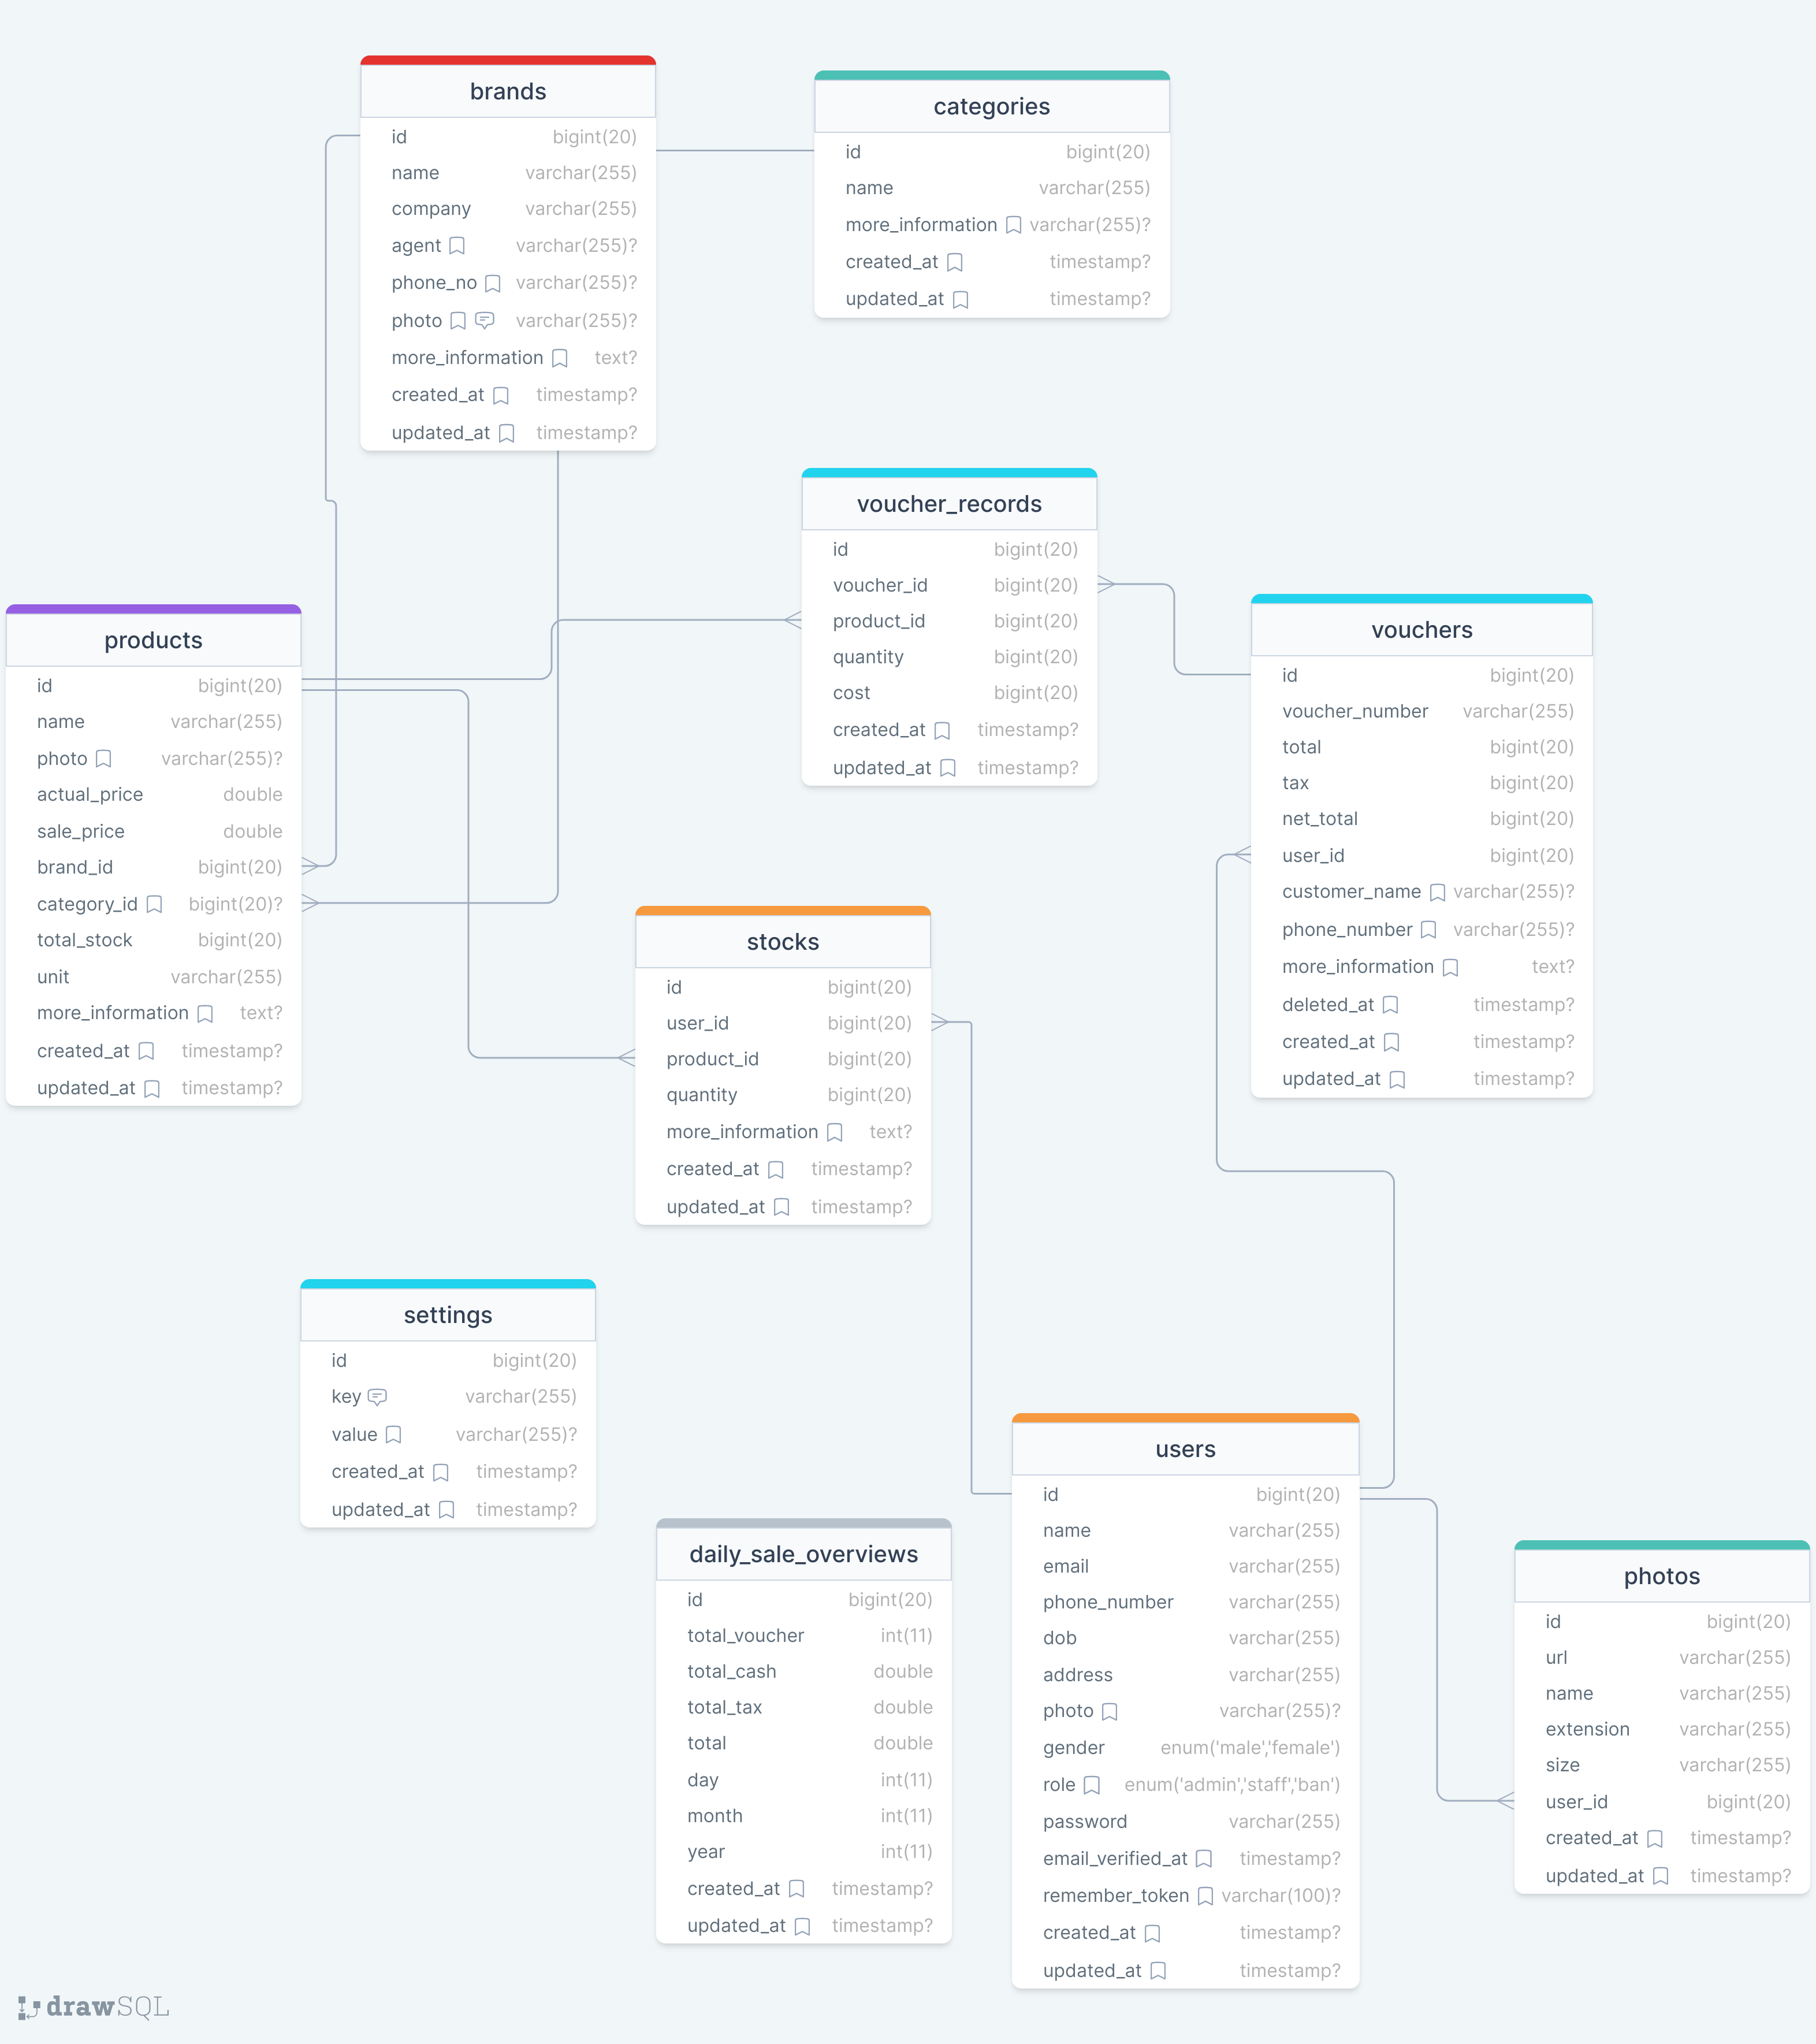 brands
id bigint(20)
name varchar(255)
company varchar(255)
agent varchar(255)?
phone_no varchar(255)?
photo varchar(255)?
more_information text?
created_at timestamp?
updated_at timestamp?
categories
id bigint(20)
name varchar(255)
more_information varchar(255)?
created_at timestamp?
updated_at timestamp?
voucher_records
id bigint(20)
voucher_id bigint(20)
product_id bigint(20)
quantity bigint(20)
cost bigint(20)
created_at timestamp?
updated_at timestamp?
products
id bigint(20)
name varchar(255)
photo varchar(255)?
actual_price double
sale_price double
brand_id bigint(20)
category_id bigint(20)?
total_stock bigint(20)
unit varchar(255)
more_information text?
created_at timestamp?
updated_at timestamp?
vouchers
id bigint(20)
voucher_number varchar(255)
total bigint(20)
tax bigint(20)
net_total bigint(20)
user_id bigint(20)
customer_name varchar(255)?
phone_number varchar(255)?
more_information text?
deleted_at timestamp?
created_at timestamp?
updated_at timestamp?
stocks
id bigint(20)
user_id bigint(20)
product_id bigint(20)
quantity bigint(20)
more_information text?
created_at timestamp?
updated_at timestamp?
settings
id bigint(20)
key varchar(255)
value varchar(255)?
created_at timestamp?
updated_at timestamp?
daily_sale_overviews
id bigint(20)
total_voucher int(11)
total_cash double
total_tax double
total double
day int(11)
month int(11)
year int(11)
created_at timestamp?
updated_at timestamp?
users
id bigint(20)
name varchar(255)
email varchar(255)
phone_number varchar(255)
dob varchar(255)
address varchar(255)
photo varchar(255)?
gender enum('male','female')
role enum('admin','staff','ban')
password varchar(255)
email_verified_at timestamp?
remember_token varchar(100)?
created_at timestamp?
updated_at timestamp?
photos
id bigint(20)
url varchar(255)
name varchar(255)
extension varchar(255)
size varchar(255)
user_id bigint(20)
created_at timestamp?
updated_at timestamp?
drawSQL